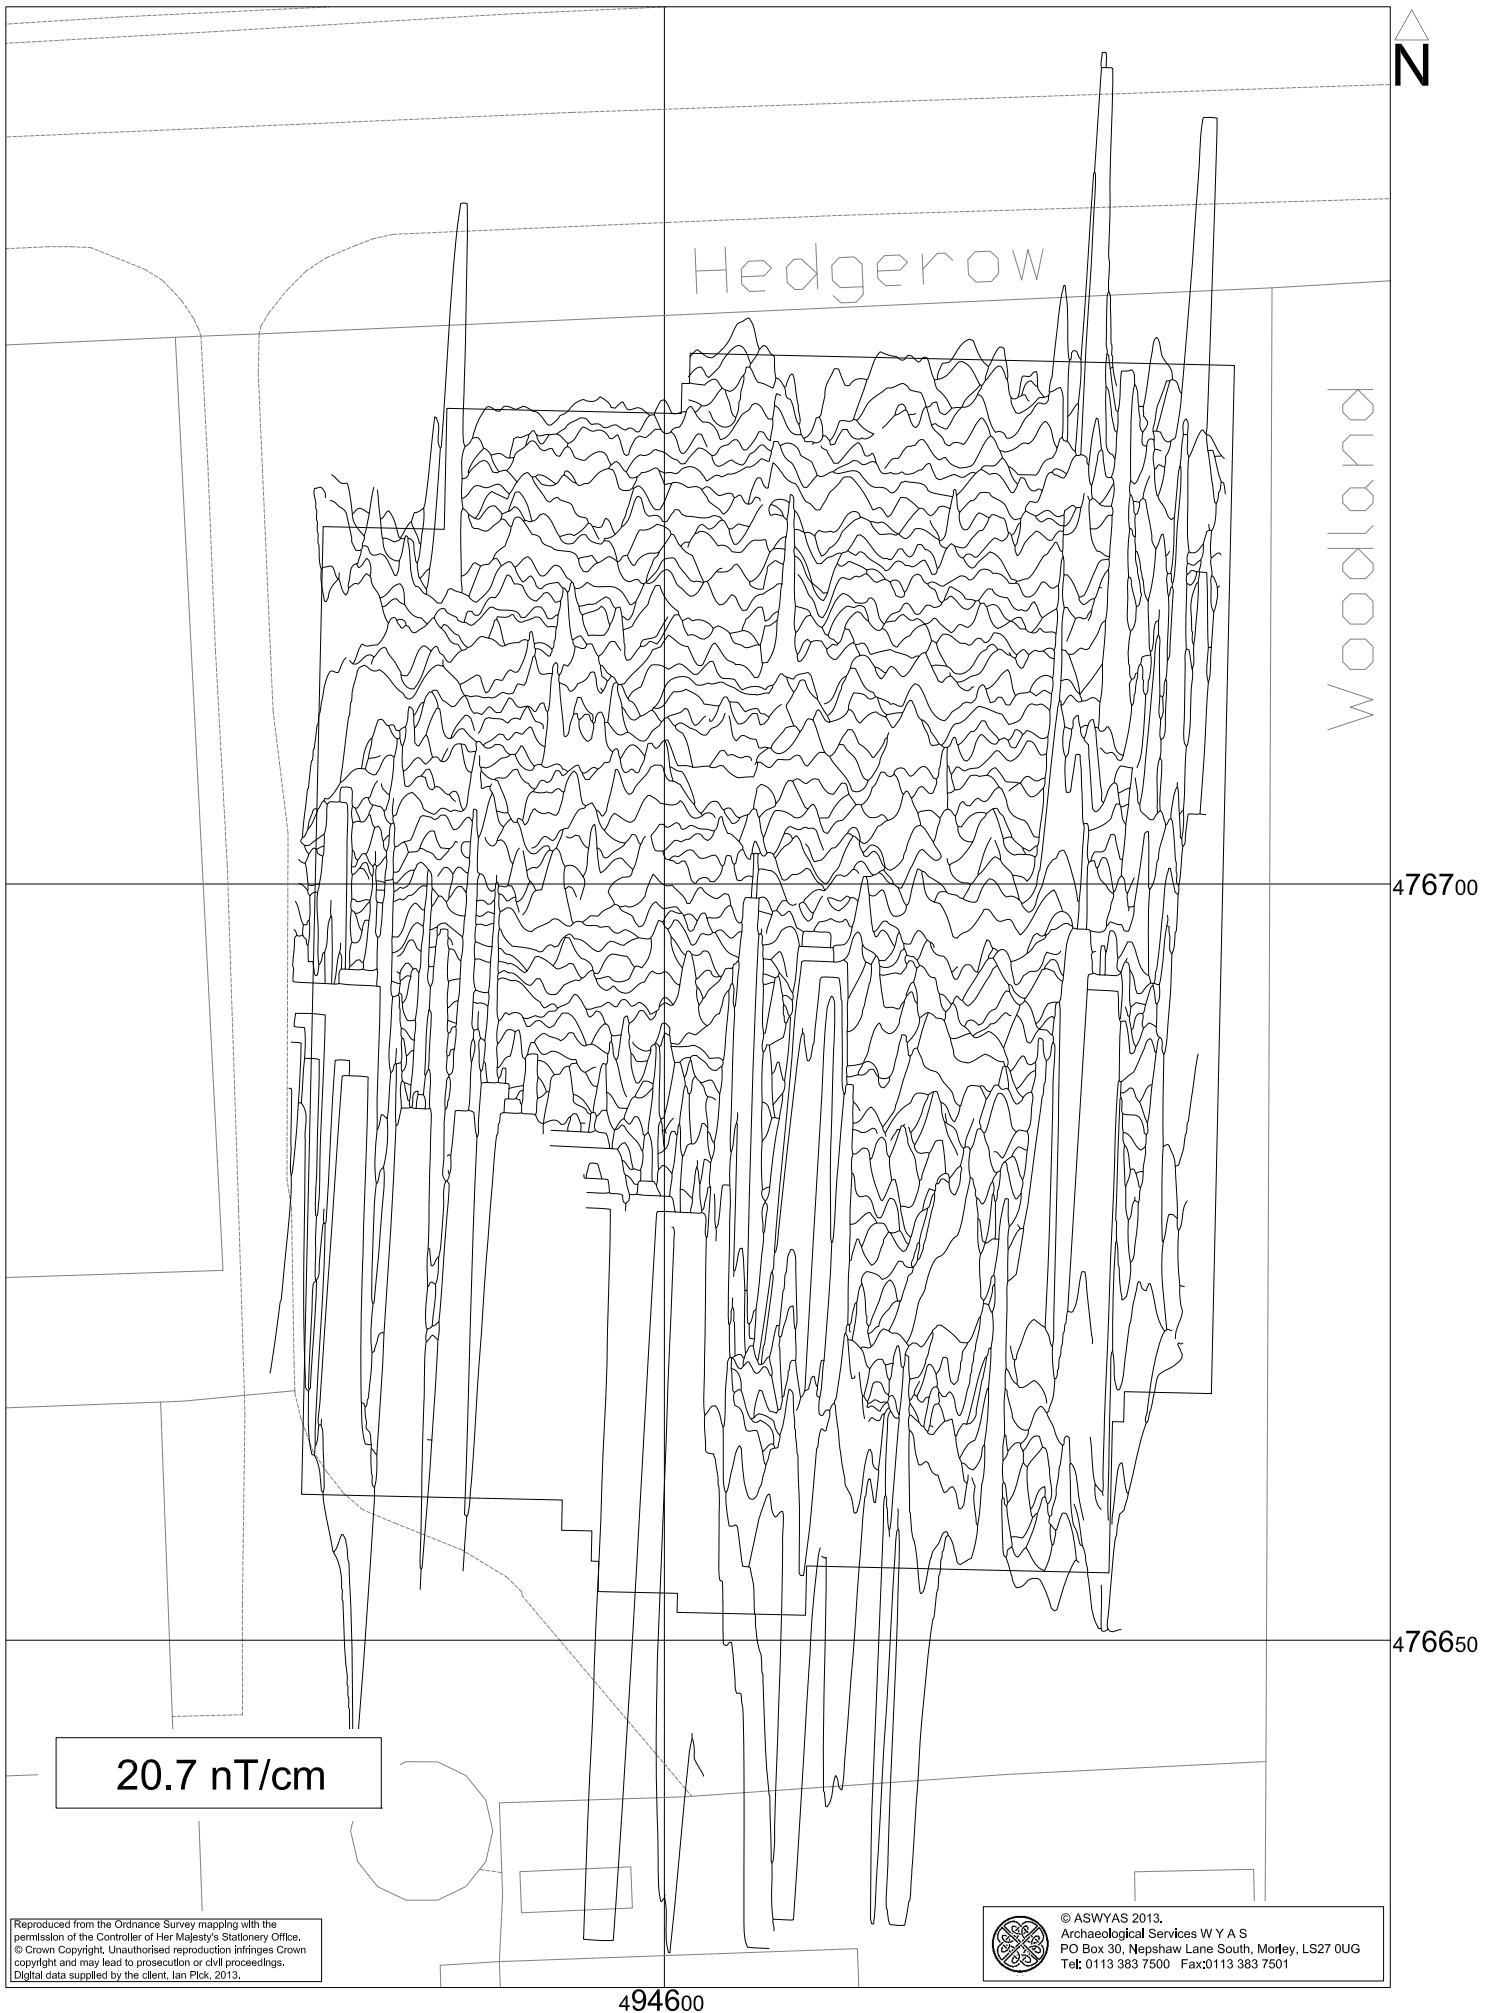 N
Hedgerow
Woodland
476700
476650
20.7 nT/cm
Reproduced from the Ordnance Survey mapping with the
permission of the Controller of Her Majesty's Stationery Office.
© Crown Copyright. Unauthorised reproduction infringes Crown
copyright and may lead to prosecution or civil proceedings.
Digital data supplied by the client, Ian Pick, 2013.
© ASWYAS 2013.
Archaeological Services W Y A S
PO Box 30, Nepshaw Lane South, Morley, LS27 0UG
Tel: 0113 383 7500 Fax:0113 383 7501
494600